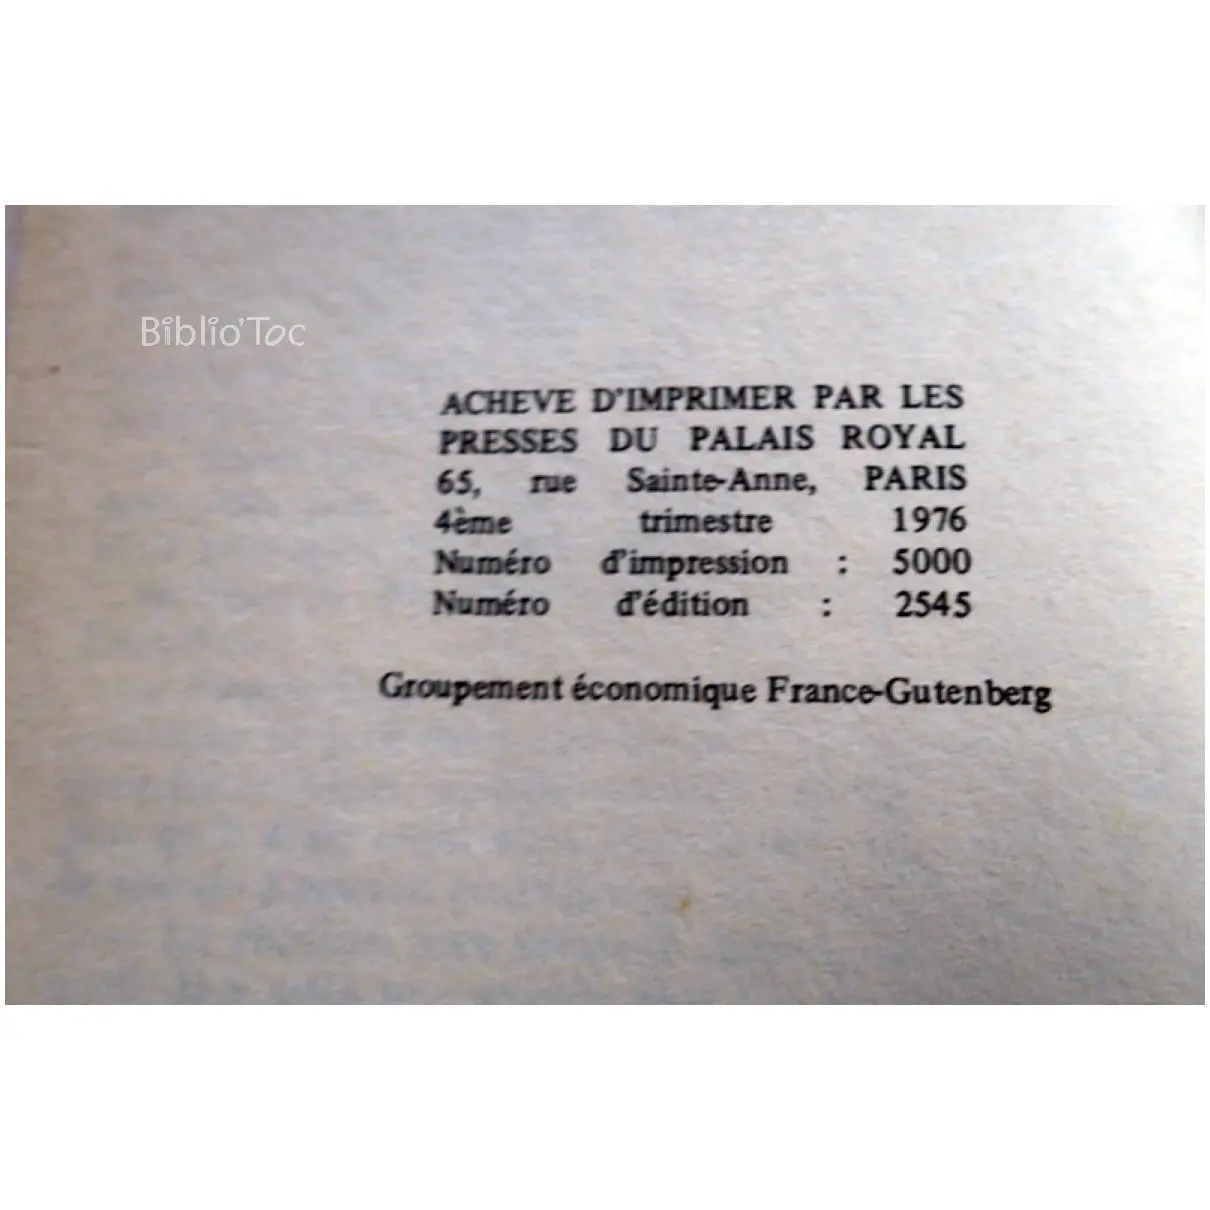 Biblio'Toc
ACHEVE D'IMPRIMER PAR LES
PRESSES DU PALAIS ROYAL
65, rue Sainte-Anne, PARIS
4ème trimestre 1976
Numéro d'impression : 5000
Numéro d'édition : 2545
Groupement économique France-Gutenberg